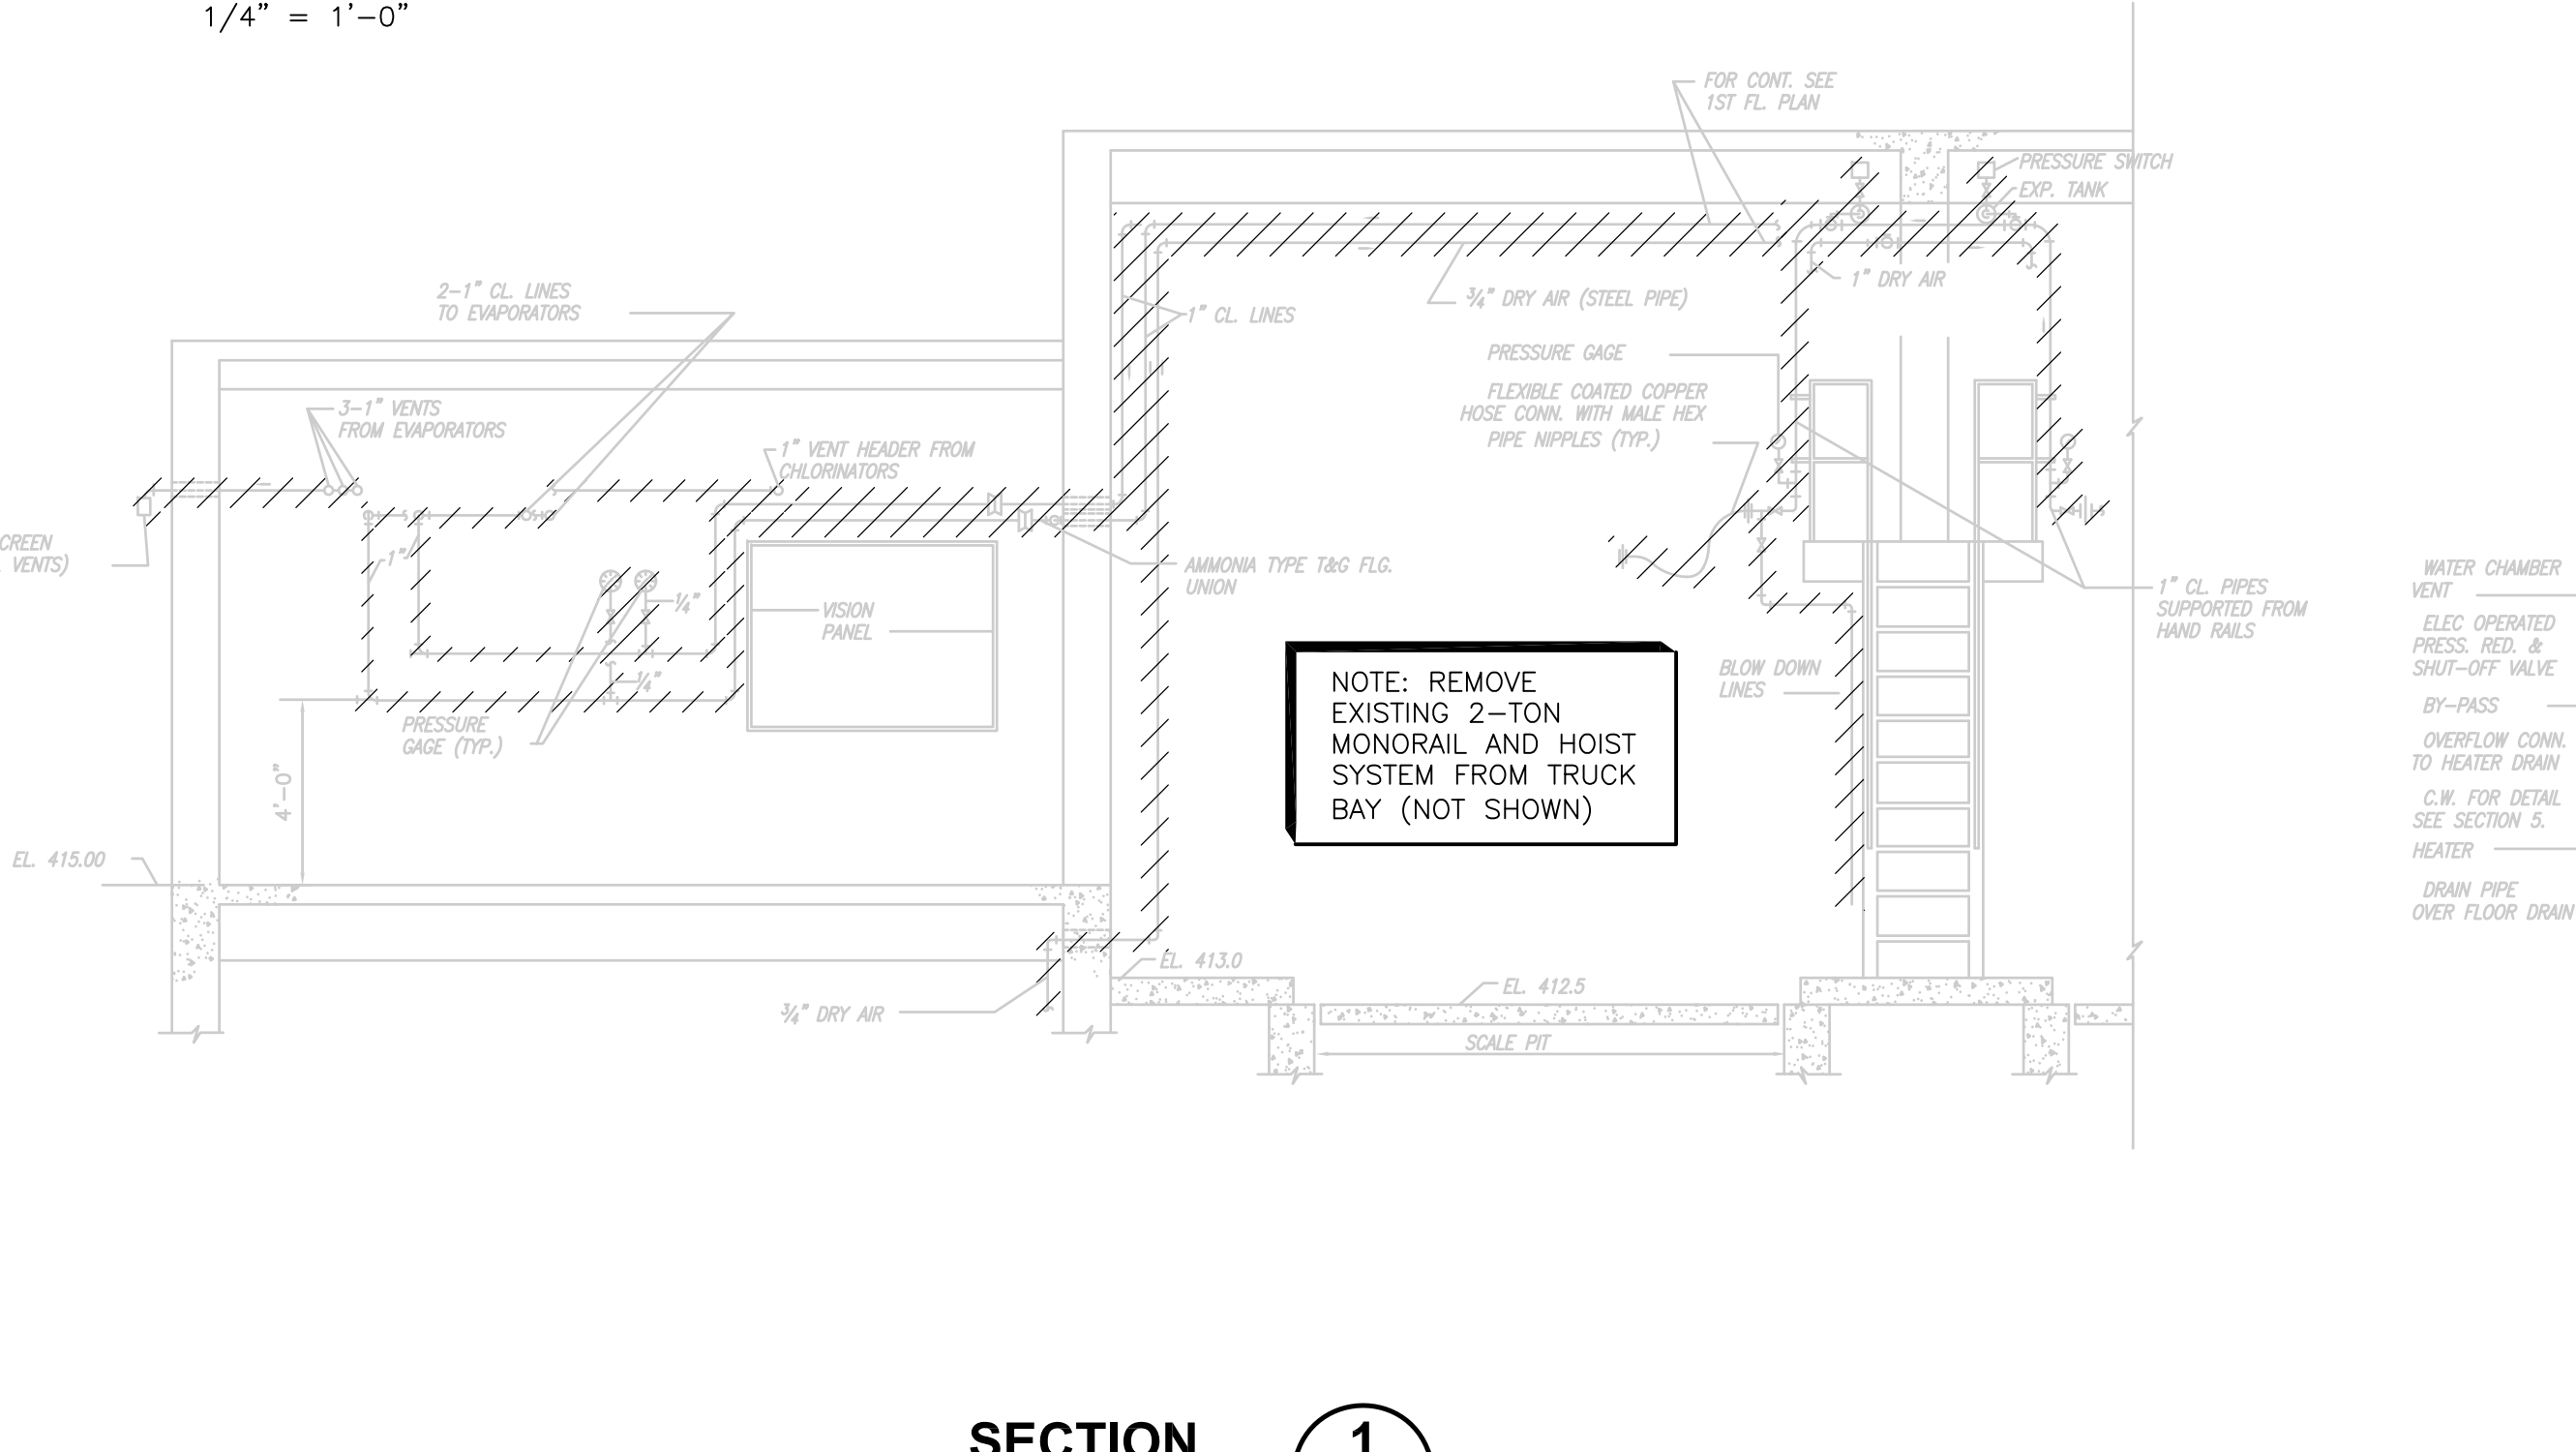 1/4” = 1'-0”
FOR CONT. SEE
1ST FL. PLAN
PRESSURE SWITCH
EXP. TANK
2-1” CL. LINES
TO EVAPORATORS
1” DRY AIR
3/4” DRY AIR (STEEL PIPE)
1” CL. LINES
PRESSURE GAGE
FLEXIBLE COATED COPPER
HOSE CONN. WITH MALE HEX
PIPE NIPPLES (TYP.)
3-1” VENTS
FROM EVAPORATORS
1” VENT HEADER FROM
CHLORINATORS
CREEN
VENTS)
1”
AMMONIA TYPE T&G FLG.
UNION
1/4”
VISION
PANEL
1” CL. PIPES
SUPPORTED FROM
HAND RAILS
WATER CHAMBER
VENT
ELEC OPERATED
PRESS. RED. &
SHUT-OFF VALVE
BY-PASS
OVERFLOW CONN.
TO HEATER DRAIN
C.W. FOR DETAIL
SEE SECTION 5.
HEATER
DRAIN PIPE
OVER FLOOR DRAIN
1/4”
NOTE: REMOVE
EXISTING 2-TON
MONORAIL AND HOIST
SYSTEM FROM TRUCK
BAY (NOT SHOWN)
BLOW DOWN
LINES
PRESSURE
GAGE (TYP.)
4'-0”
EL. 415.00
EL. 413.0
EL. 412.5
3/4” DRY AIR
SCALE PIT
SECTION
1